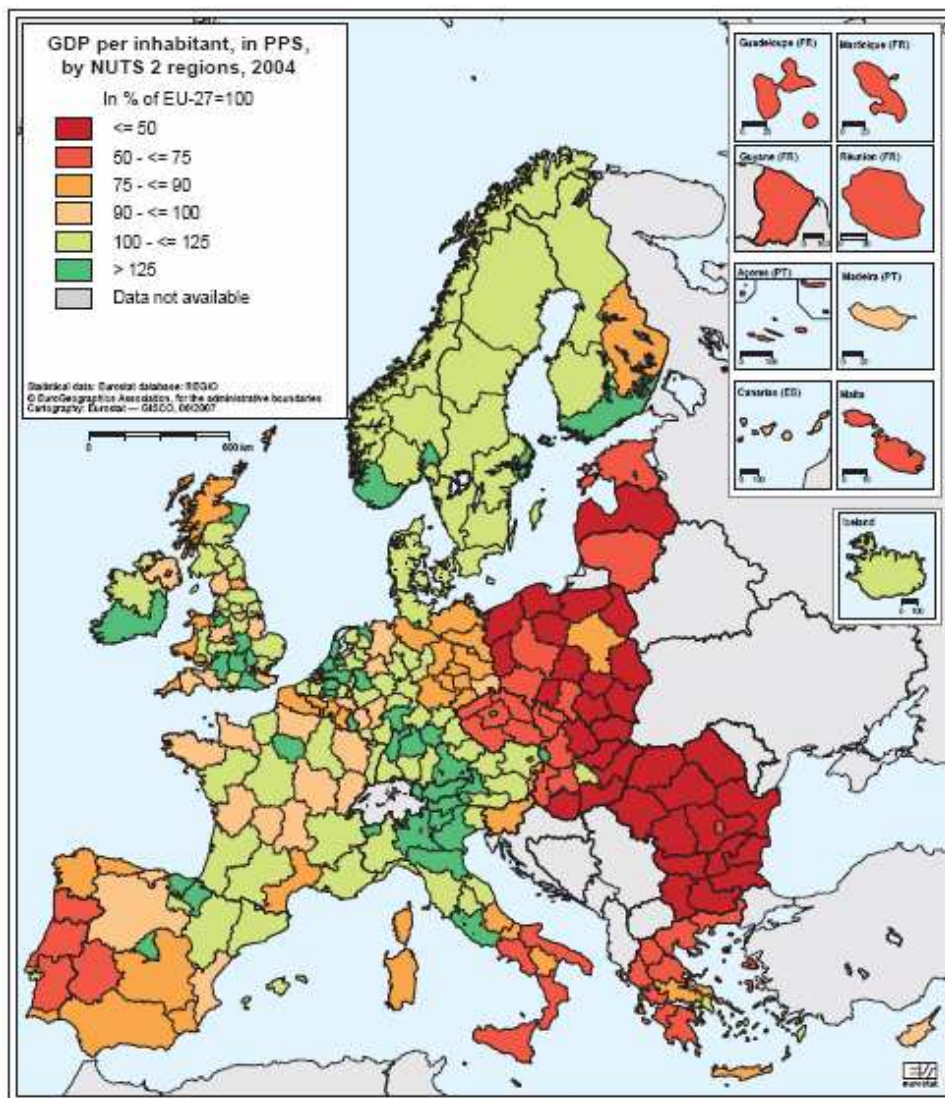 GDP per inhabitant, in PPS,
by NUTS 2 regions, 2004
In % of EU-27=100
<= 50
50 - <= 75
75 - <= 90
90 - <= 100
100 - <= 125
> 125
Data not available
Statistical data: Eurostat database: REGIO
© EuroGeographics Association, for the administrative boundaries
Cartography: Eurostat — GISCO, 06/2007
0 600 km
Guadeloupe (FR)
Martinique (FR)
Guyane (FR)
Réunion (FR)
Açores (PT)
Madeira (PT)
Canarias (ES)
Malta
Iceland
0 100
eurostat